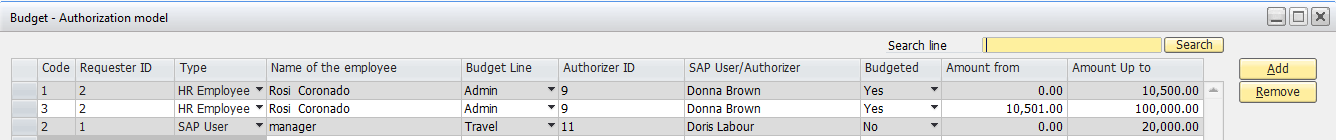 Budget - Authorization model
Search line Search
Code Requester ID Type Name of the employee Budget Line Authorizer ID SAP User/Authorizer Budgeted Amount from Amount Up to Add
1 2 HR Employee Rosi Coronado Admin 9 Donna Brown Yes 0.00 10,500.00 Remove
3 2 HR Employee Rosi Coronado Admin 9 Donna Brown Yes 10,501.00 100,000.00
2 1 SAP User manager Travel 11 Doris Labour No 0.00 20,000.00